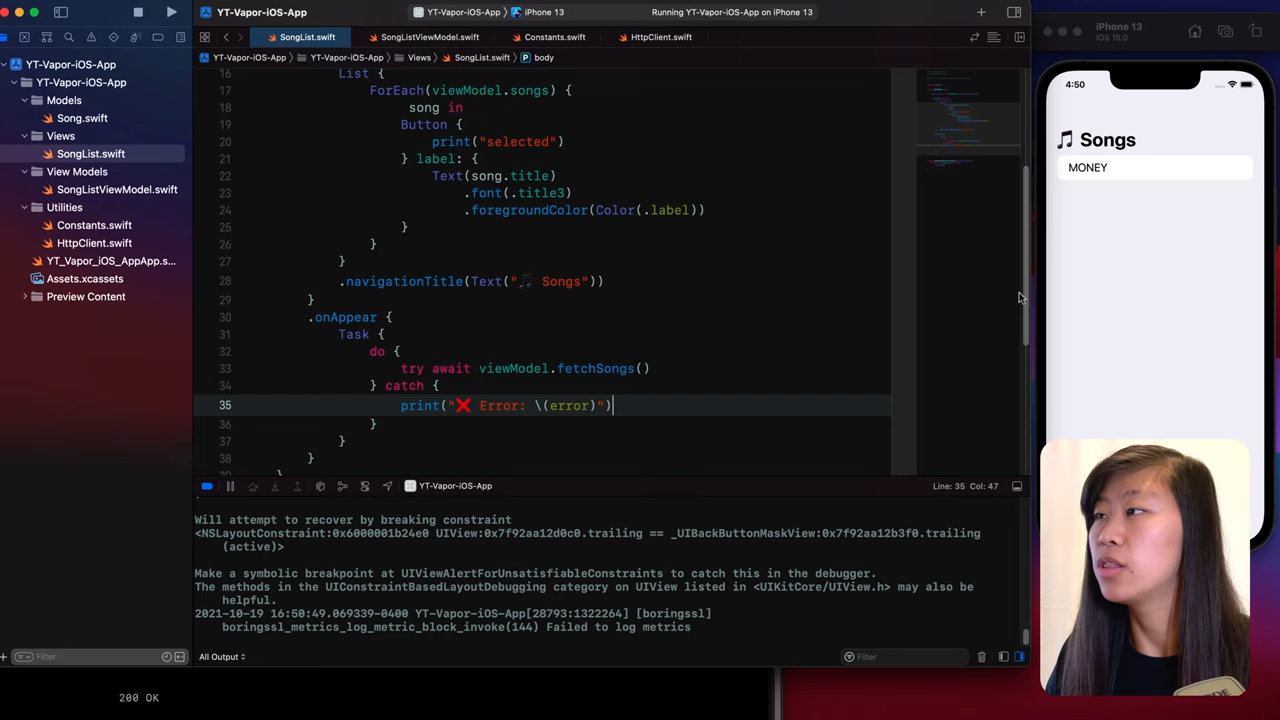 YT-Vapor-iOS-App
YT-Vapor-iOS-App
iPhone 13
Running YT-Vapor-iOS-App on iPhone 13
SongList.swift
SongListViewModel.swift
Constants.swift
HttpClient.swift
YT-Vapor-iOS-App
YT-Vapor-iOS-App
Views
SongList.swift
body
YT-Vapor-iOS-App
YT-Vapor-iOS-App
Models
Song.swift
Views
SongList.swift
View Models
SongListViewModel.swift
Utilities
Constants.swift
HttpClient.swift
YT_Vapor_iOS_AppApp.s...
Assets.xcassets
Preview Content
Filter
16 List {
17 ForEach(viewModel.songs) {
18 song in
19 Button {
20 print("selected")
21 } label: {
22 Text(song.title)
23 .font(.title3)
24 .foregroundColor(Color(.label))
25 }
26 }
27 }
28 .navigationTitle(Text("🎵 Songs"))
29 }
30 .onAppear {
31 Task {
32 do {
33 try await viewModel.fetchSongs()
34 } catch {
35 print("❌ Error: \(error)")
36 }
37 }
38 }
YT-Vapor-iOS-App
Line: 35 Col: 47
Will attempt to recover by breaking constraint
<NSLayoutConstraint:0x6000001b24e0 UIView:0x7f92aa12d0c0.trailing == _UIBackButtonMaskView:0x7f92aa12b3f0.trailing
(active)>
Make a symbolic breakpoint at UIViewAlertForUnsatisfiableConstraints to catch this in the debugger.
The methods in the UIConstraintBasedLayoutDebugging category on UIView listed in <UIKitCore/UIView.h> may also be
helpful.
2021-10-19 16:50:49.069339-0400 YT-Vapor-iOS-App[28793:1322264] [boringssl]
boringssl_metrics_log_metric_block_invoke(144) Failed to log metrics
All Output
Filter
200 OK
iPhone 13
iOS 15.0
4:50
🎵 Songs
MONEY